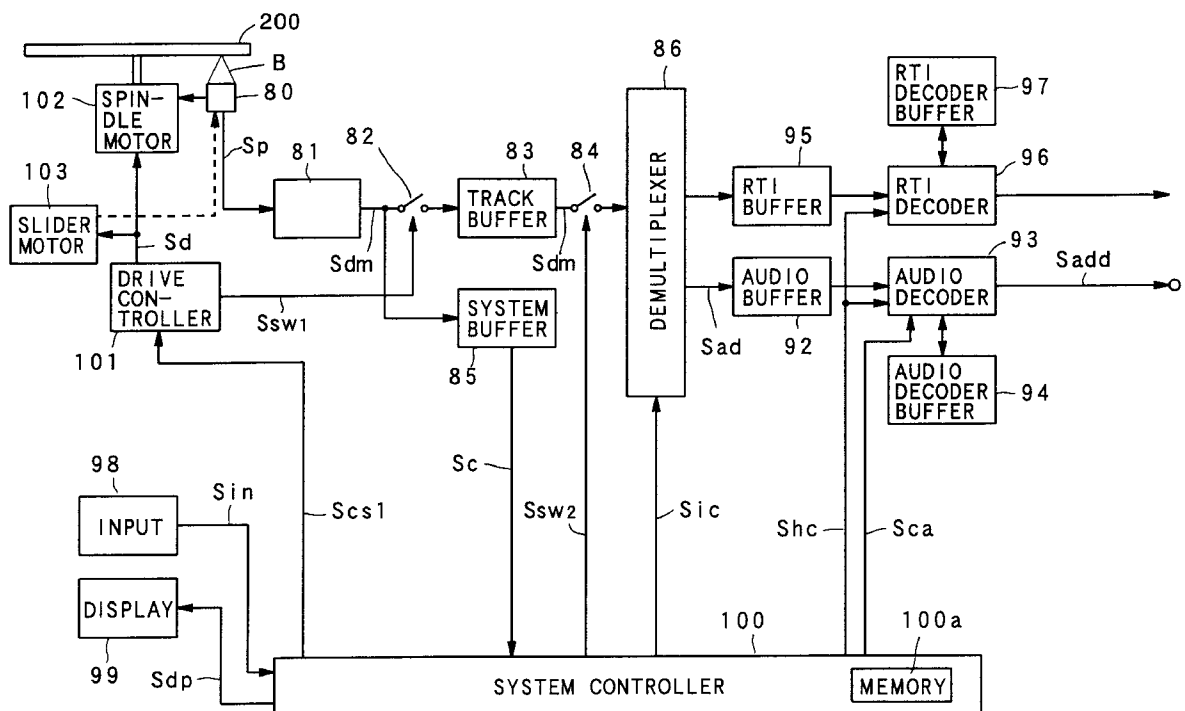 200
B
86
102
SPIN-
DLE
MOTOR
80
RTI
DECODER
BUFFER
97
Sp
81
82
83
84
95
96
103
SLIDER
MOTOR
TRACK
BUFFER
RTI
BUFFER
RTI
DECODER
Sd
Sdm
Sdm
DEMULTIPLEXER
93
DRIVE
CON-
TROLLER
Ssw1
SYSTEM
BUFFER
AUDIO
BUFFER
AUDIO
DECODER
Sadd
101
85
Sad
92
AUDIO
DECODER
BUFFER
94
98
Sin
Sc
INPUT
Scs1
Ssw2
Sic
Shc
Sca
DISPLAY
99
Sdp
100
100a
SYSTEM CONTROLLER
MEMORY